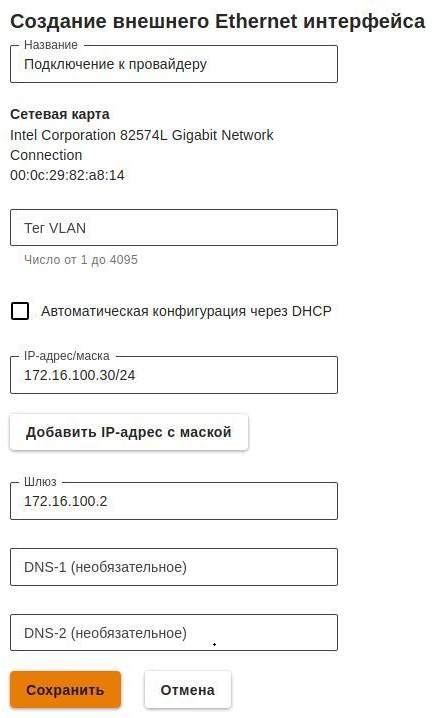 Создание внешнего Ethernet интерфейса
Название
Подключение к провайдеру
Сетевая карта
Intel Corporation 82574L Gigabit Network
Connection
00:0c:29:82:a8:14
Тег VLAN
Число от 1 до 4095
Автоматическая конфигурация через DHCP
IP-адрес/маска
172.16.100.30/24
Добавить IP-адрес с маской
Шлюз
172.16.100.2
DNS-1 (необязательное)
DNS-2 (необязательное)
Сохранить
Отмена